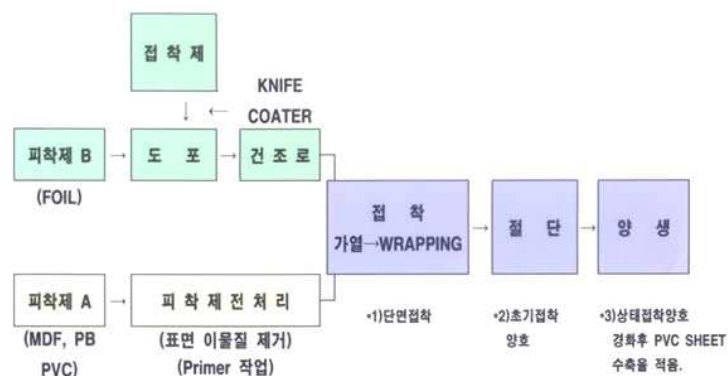 접 착 제
KNIFE
↓ ← COATER
피착제 B → 도 포 → 건 조 로
(FOIL)
접 착
가열→WRAPPING
→ 절 단 → 양 생
피착제 A → 피 착 제 전 처 리
(MDF, PB
PVC)
(표면 이물질 제거)
(Primer 작업)
*1)단면접착
*2)초기접착
양호
*3)상태접착양호
경화후 PVC SHEET
수축율 적음.